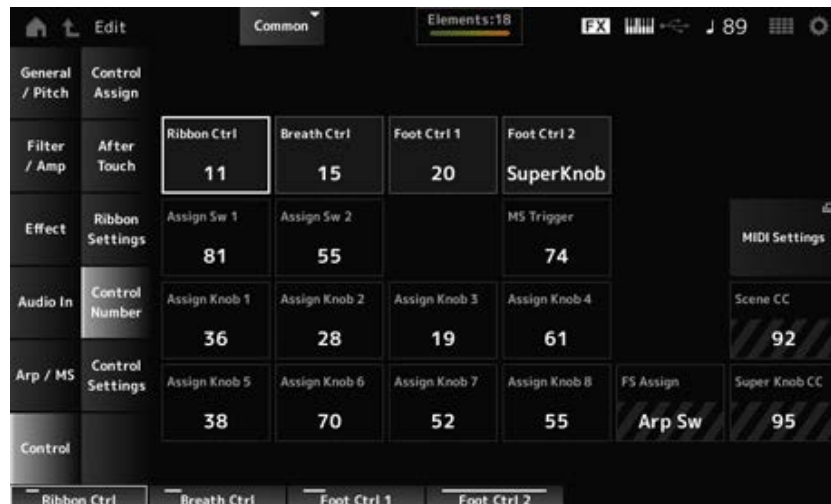 Edit
Common
Elements:18
FX
♩ 89
General / Pitch
Control Assign
Filter / Amp
After Touch
Ribbon Ctrl
Breath Ctrl
Foot Ctrl 1
Foot Ctrl 2
11
15
20
SuperKnob
Effect
Ribbon Settings
Assign Sw 1
Assign Sw 2
MS Trigger
MIDI Settings
81
55
74
Audio In
Control Number
Assign Knob 1
Assign Knob 2
Assign Knob 3
Assign Knob 4
Scene CC
36
28
19
61
92
Arp / MS
Control Settings
Assign Knob 5
Assign Knob 6
Assign Knob 7
Assign Knob 8
FS Assign
Super Knob CC
38
70
52
55
Arp Sw
95
Control
Ribbon Ctrl
Breath Ctrl
Foot Ctrl 1
Foot Ctrl 2